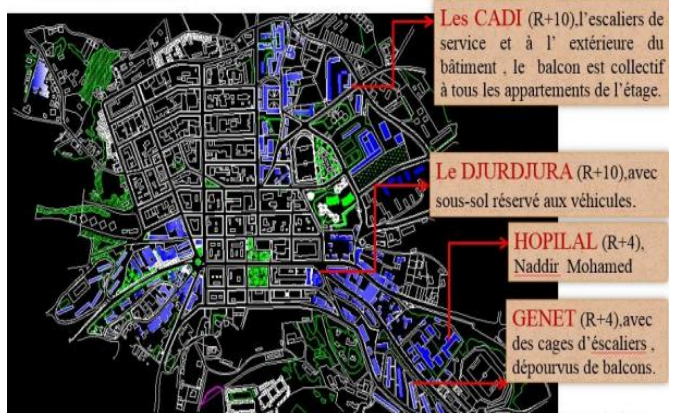 Les CADI (R+10),l'escaliers de
service et à l' extérieure du
bâtiment , le balcon est collectif
à tous les appartements de l'étage.
Le DJURDJURA (R+10),avec
sous-sol réservé aux véhicules.
HOPILAL (R+4),
Naddir Mohamed
GENET (R+4),avec
des cages d'éscaliers ,
dépourvus de balcons.